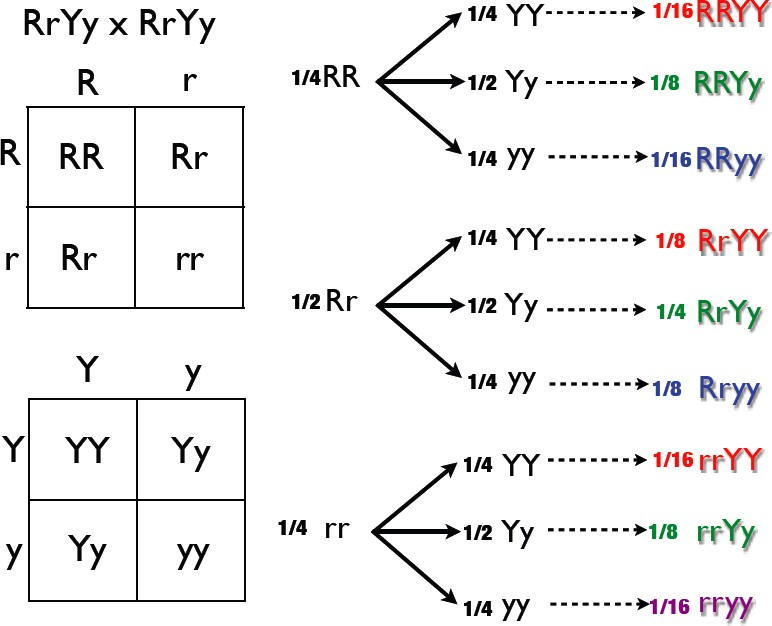 RrYy x RrYy
R r
R RR Rr
r Rr rr
Y y
Y YY Yy
y Yy yy
1/4 RR
1/4 YY 1/16 RRYY
1/2 Yy 1/8 RRYy
1/4 yy 1/16 RRyy
1/2 Rr
1/4 YY 1/8 RrYY
1/2 Yy 1/4 RrYy
1/4 yy 1/8 Rryy
1/4 rr
1/4 YY 1/16 rrYY
1/2 Yy 1/8 rrYy
1/4 yy 1/16 rryy